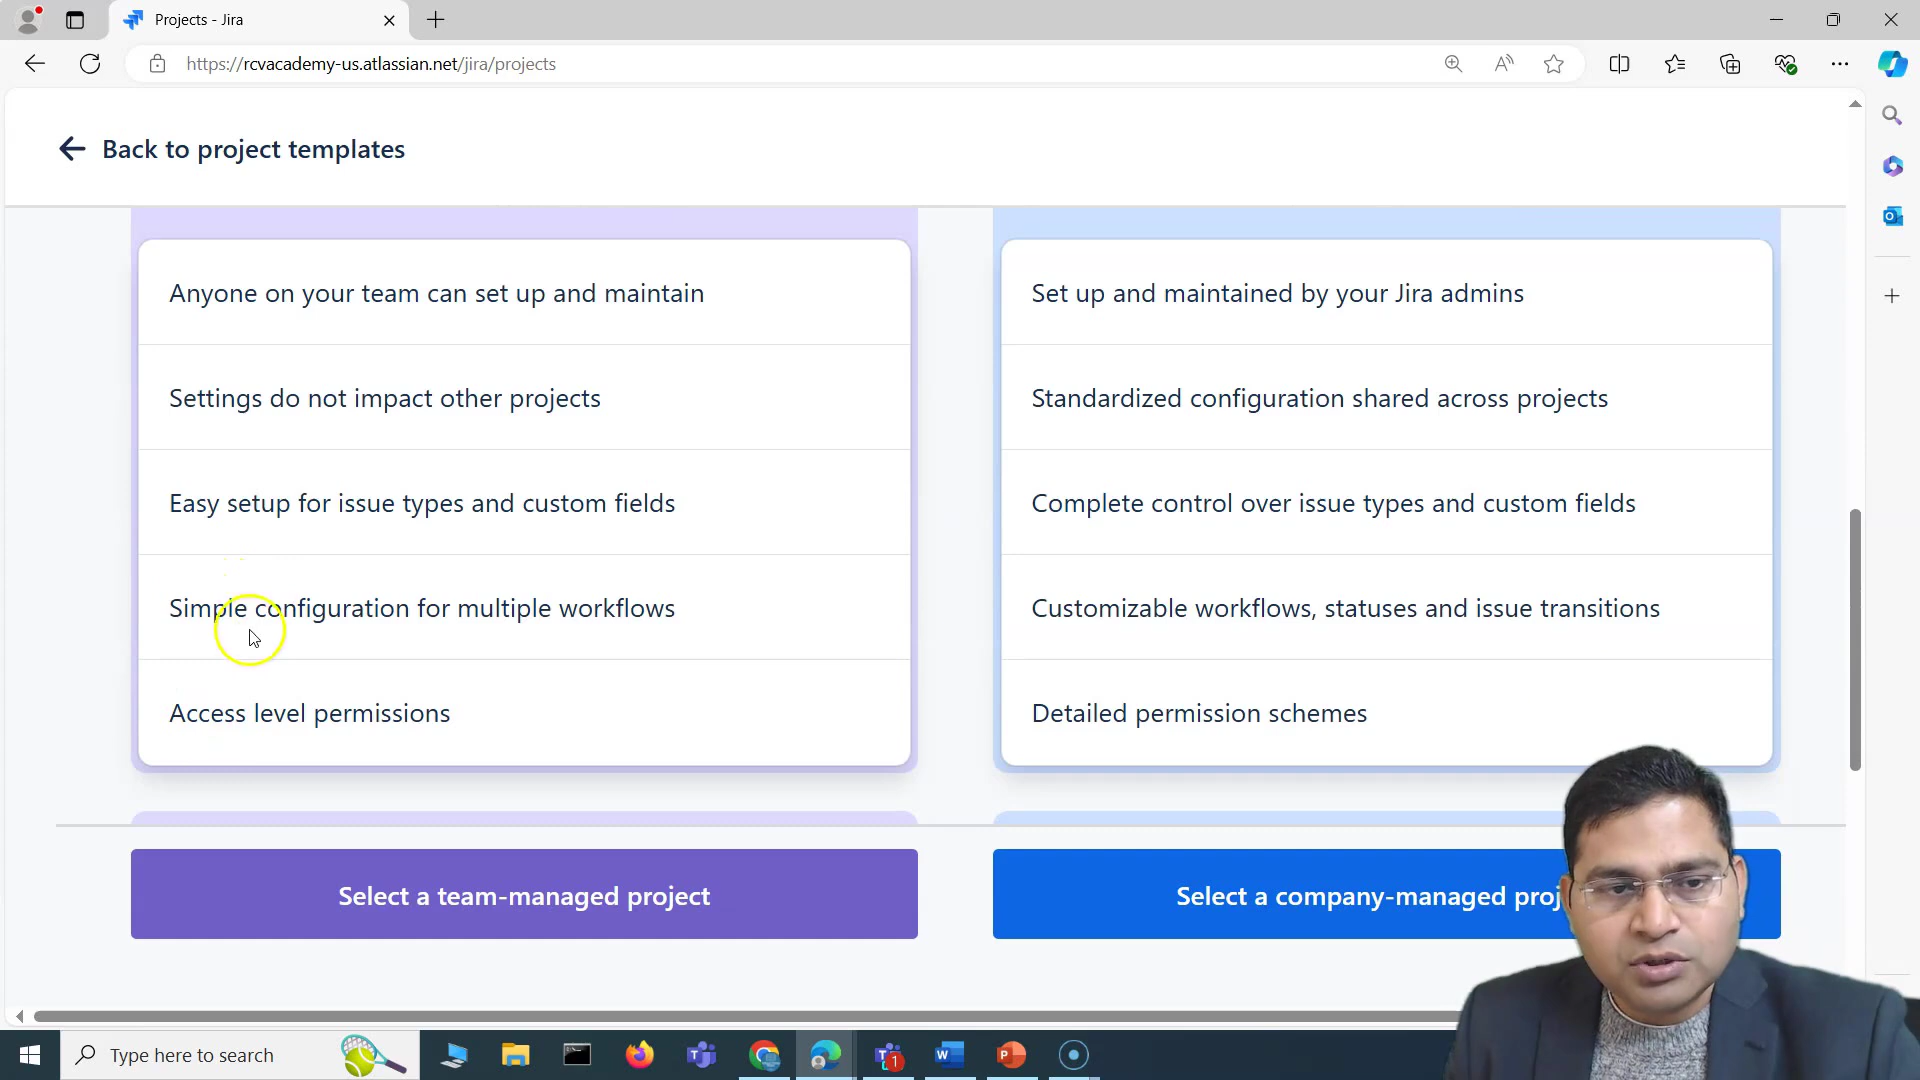 Projects - Jira
https://rcvacademy-us.atlassian.net/jira/projects
Back to project templates
Anyone on your team can set up and maintain
Settings do not impact other projects
Easy setup for issue types and custom fields
Simple configuration for multiple workflows
Access level permissions
Set up and maintained by your Jira admins
Standardized configuration shared across projects
Complete control over issue types and custom fields
Customizable workflows, statuses and issue transitions
Detailed permission schemes
Select a team-managed project
Select a company-managed proj
Type here to search
1